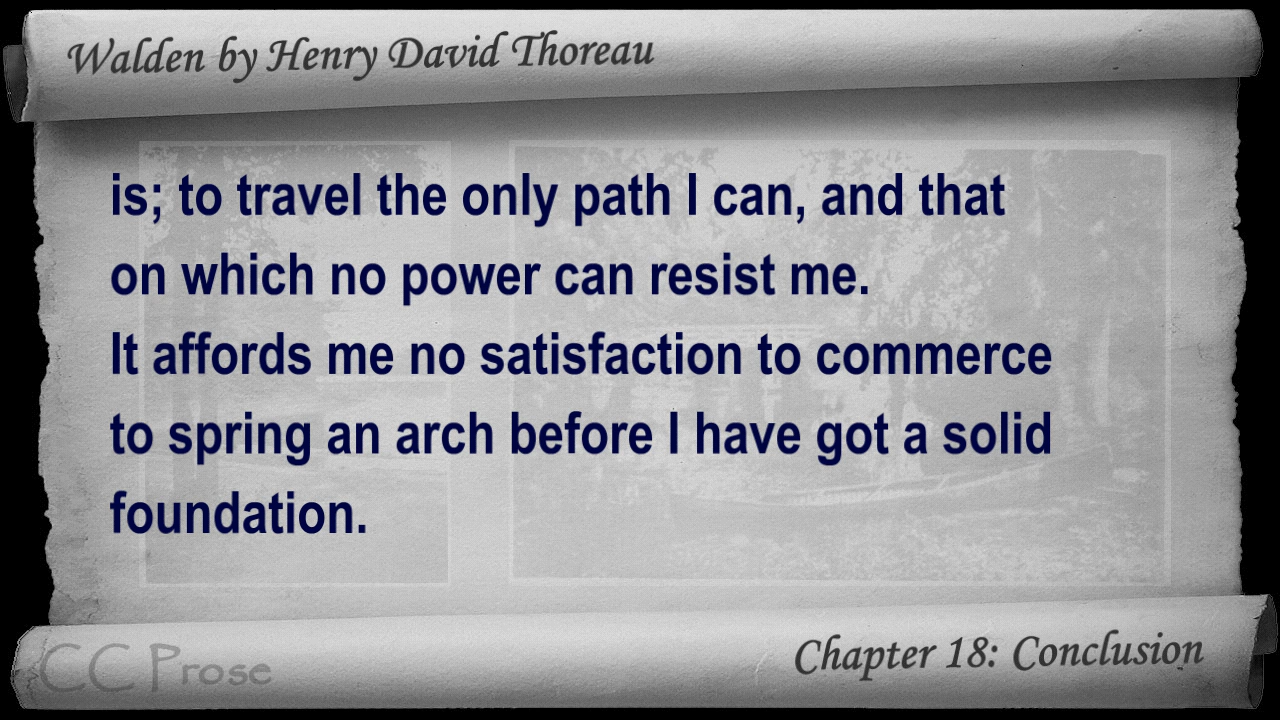 Walden by Henry David Thoreau
is; to travel the only path I can, and that
on which no power can resist me.
It affords me no satisfaction to commerce
to spring an arch before I have got a solid
foundation.
CC Prose
Chapter 18: Conclusion